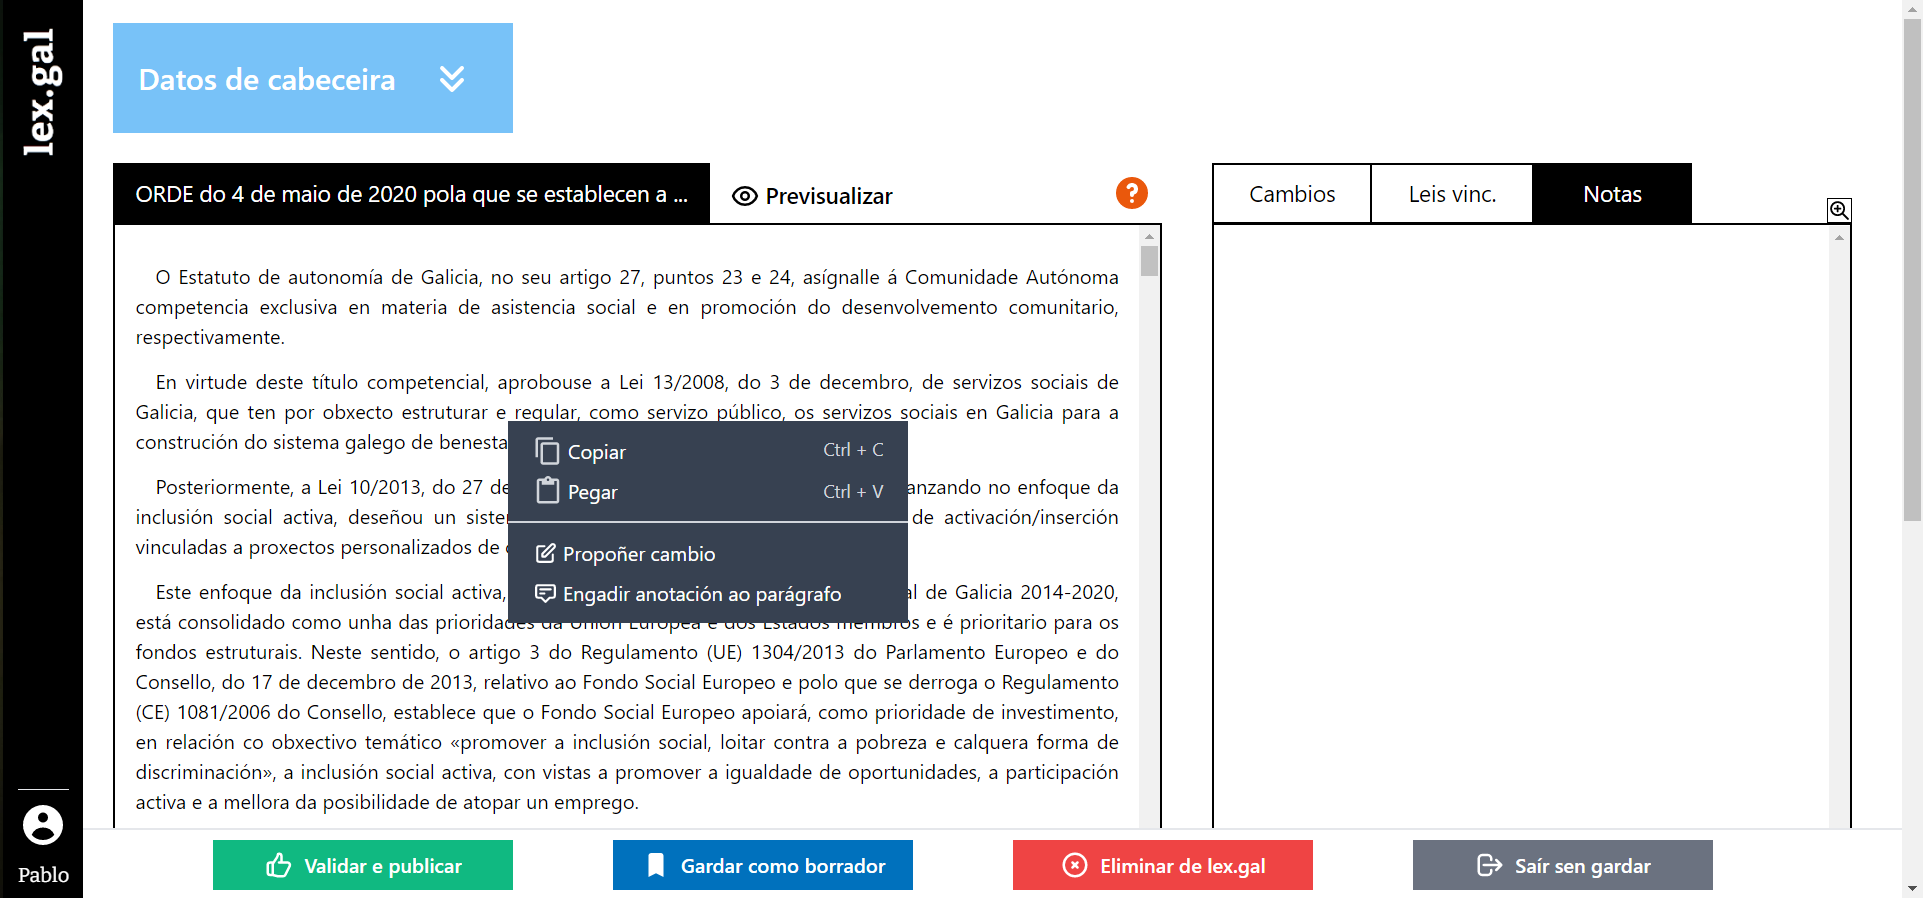 lex.gal
Datos de cabeceira
ORDE do 4 de maio de 2020 pola que se establecen a ...
Previsualizar
?
Cambios
Leis vinc.
Notas
O Estatuto de autonomía de Galicia, no seu artigo 27, puntos 23 e 24, asígnalle á Comunidade Autónoma
competencia exclusiva en materia de asistencia social e en promoción do desenvolvemento comunitario,
respectivamente.
En virtude deste título competencial, aprobouse a Lei 13/2008, do 3 de decembro, de servizos sociais de
Galicia, que ten por obxecto estruturar e regular, como servizo público, os servizos sociais en Galicia para a
construción do sistema galego de benesta
Posteriormente, a Lei 10/2013, do 27 de anzando no enfoque da
inclusión social activa, deseñou un siste de activación/inserción
vinculadas a proxectos personalizados de
Este enfoque da inclusión social activa, al de Galicia 2014-2020,
está consolidado como unha das prioridades da Unión Europea e dos Estados membros e é prioritario para os
fondos estruturais. Neste sentido, o artigo 3 do Regulamento (UE) 1304/2013 do Parlamento Europeo e do
Consello, do 17 de decembro de 2013, relativo ao Fondo Social Europeo e polo que se derroga o Regulamento
(CE) 1081/2006 do Consello, establece que o Fondo Social Europeo apoiará, como prioridade de investimento,
en relación co obxectivo temático «promover a inclusión social, loitar contra a pobreza e calquera forma de
discriminación», a inclusión social activa, con vistas a promover a igualdade de oportunidades, a participación
activa e a mellora da posibilidade de atopar un emprego.
Copiar Ctrl + C
Pegar Ctrl + V
Propoñer cambio
Engadir anotación ao parágrafo
Pablo
Validar e publicar
Gardar como borrador
Eliminar de lex.gal
Saír sen gardar